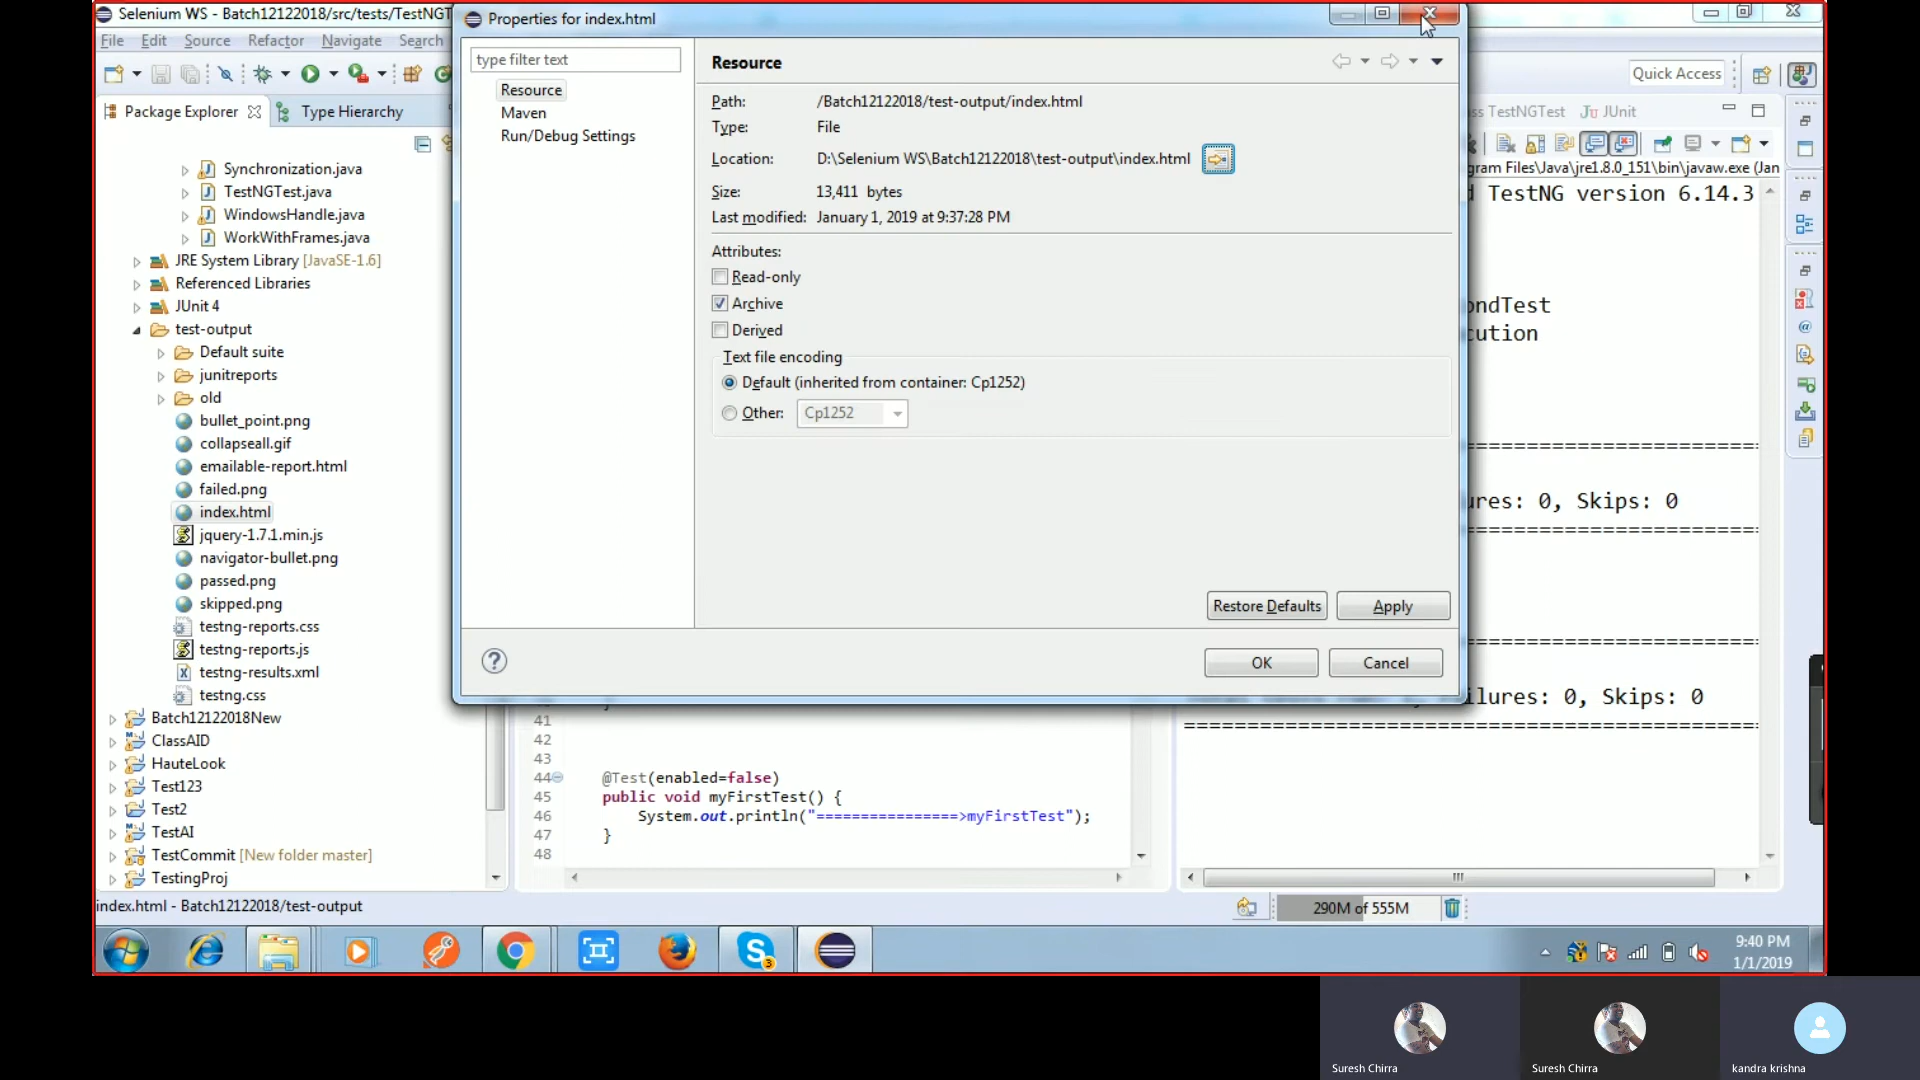 Selenium WS - Batch12122018/src/tests/TestNGT
File Edit Source Refactor Navigate Search
Quick Access
Package Explorer
Type Hierarchy
Synchronization.java
TestNGTest.java
WindowsHandle.java
WorkWithFrames.java
JRE System Library [JavaSE-1.6]
Referenced Libraries
JUnit 4
test-output
Default suite
junitreports
old
bullet_point.png
collapseall.gif
emailable-report.html
failed.png
index.html
jquery-1.7.1.min.js
navigator-bullet.png
passed.png
skipped.png
testng-reports.css
testng-reports.js
testng-results.xml
testng.css
Batch12122018New
ClassAID
HauteLook
Test123
Test2
TestAI
TestCommit [New folder master]
TestingProj
index.html - Batch12122018/test-output
Properties for index.html
type filter text
Resource
Maven
Run/Debug Settings
Resource
Path: /Batch12122018/test-output/index.html
Type: File
Location: D:\Selenium WS\Batch12122018\test-output\index.html
Size: 13,411 bytes
Last modified: January 1, 2019 at 9:37:28 PM
Attributes:
Read-only
Archive
Derived
Text file encoding
Default (inherited from container: Cp1252)
Other: Cp1252
Restore Defaults
Apply
OK
Cancel
TestNGTest
JUnit
gram Files\Java\jre1.8.0_151\bin\javaw.exe (Jan
d TestNG version 6.14.3
ondTest
cution
ures: 0, Skips: 0
ilures: 0, Skips: 0
41
42
43
44 @Test(enabled=false)
45 public void myFirstTest() {
46 System.out.println("================>myFirstTest");
47 }
48
290M of 555M
9:40 PM
1/1/2019
3
Suresh Chirra
Suresh Chirra
kandra krishna